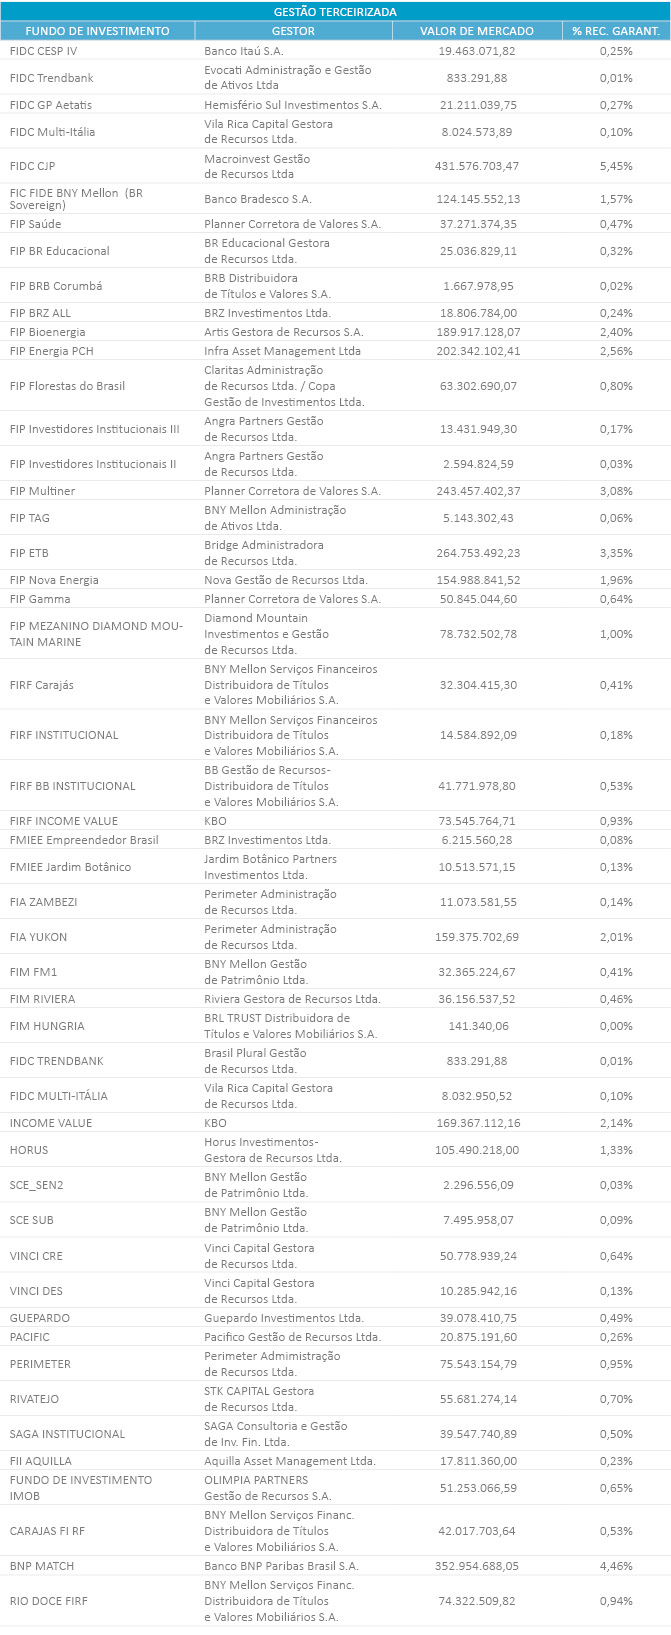 GESTÃO TERCEIRIZADA
FUNDO DE INVESTIMENTO GESTOR VALOR DE MERCADO % REC. GARANT.
FIDC CESP IV Banco Itaú S.A. 19.463.071,82 0,25%
FIDC Trendbank Evocati Administração e Gestão
de Ativos Ltda 833.291,88 0,01%
FIDC GP Aetatis Hemisfério Sul Investimentos S.A. 21.211.039,75 0,27%
FIDC Multi-Itália Vila Rica Capital Gestora
de Recursos Ltda. 8.024.573,89 0,10%
FIDC CJP Macroinvest Gestão
de Recursos Ltda 431.576.703,47 5,45%
FIC FIDE BNY Mellon (BR
Sovereign) Banco Bradesco S.A. 124.145.552,13 1,57%
FIP Saúde Planner Corretora de Valores S.A. 37.271.374,35 0,47%
FIP BR Educacional BR Educacional Gestora
de Recursos Ltda. 25.036.829,11 0,32%
FIP BRB Corumbá BRB Distribuidora
de Títulos e Valores S.A. 1.667.978,95 0,02%
FIP BRZ ALL BRZ Investimentos Ltda. 18.806.784,00 0,24%
FIP Bioenergia Artis Gestora de Recursos S.A. 189.917.128,07 2,40%
FIP Energia PCH Infra Asset Management Ltda 202.342.102,41 2,56%
FIP Florestas do Brasil Claritas Administração
de Recursos Ltda. / Copa
Gestão de Investimentos Ltda. 63.302.690,07 0,80%
FIP Investidores Institucionais III Angra Partners Gestão
de Recursos Ltda. 13.431.949,30 0,17%
FIP Investidores Institucionais II Angra Partners Gestão
de Recursos Ltda. 2.594.824,59 0,03%
FIP Multiner Planner Corretora de Valores S.A. 243.457.402,37 3,08%
FIP TAG BNY Mellon Administração
de Ativos Ltda. 5.143.302,43 0,06%
FIP ETB Bridge Administradora
de Recursos Ltda. 264.753.492,23 3,35%
FIP Nova Energia Nova Gestão de Recursos Ltda. 154.988.841,52 1,96%
FIP Gamma Planner Corretora de Valores S.A. 50.845.044,60 0,64%
FIP MEZANINO DIAMOND MOU-
TAIN MARINE Diamond Mountain
Investimentos e Gestão
de Recursos Ltda. 78.732.502,78 1,00%
FIRF Carajás BNY Mellon Serviços Financeiros
Distribuidora de Títulos
e Valores Mobiliários S.A. 32.304.415,30 0,41%
FIRF INSTITUCIONAL BNY Mellon Serviços Financeiros
Distribuidora de Títulos
e Valores Mobiliários S.A. 14.584.892,09 0,18%
FIRF BB INSTITUCIONAL BB Gestão de Recursos-
Distribuidora de Títulos
e Valores Mobiliários S.A. 41.771.978,80 0,53%
FIRF INCOME VALUE KBO 73.545.764,71 0,93%
FMIEE Empreendedor Brasil BRZ Investimentos Ltda. 6.215.560,28 0,08%
FMIEE Jardim Botânico Jardim Botânico Partners
Investimentos Ltda. 10.513.571,15 0,13%
FIA ZAMBEZI Perimeter Administração
de Recursos Ltda. 11.073.581,55 0,14%
FIA YUKON Perimeter Administração
de Recursos Ltda. 159.375.702,69 2,01%
FIM FM1 BNY Mellon Gestão
de Patrimônio Ltda. 32.365.224,67 0,41%
FIM RIVIERA Riviera Gestora de Recursos Ltda. 36.156.537,52 0,46%
FIM HUNGRIA BRL TRUST Distribuidora de
Títulos e Valores Mobiliários S.A. 141.340,06 0,00%
FIDC TRENDBANK Brasil Plural Gestão
de Recursos Ltda. 833.291,88 0,01%
FIDC MULTI-ITÁLIA Vila Rica Capital Gestora
de Recursos Ltda. 8.032.950,52 0,10%
INCOME VALUE KBO 169.367.112,16 2,14%
HORUS Horus Investimentos-
Gestora de Recursos Ltda. 105.490.218,00 1,33%
SCE_SEN2 BNY Mellon Gestão
de Patrimônio Ltda. 2.296.556,09 0,03%
SCE SUB BNY Mellon Gestão
de Patrimônio Ltda. 7.495.958,07 0,09%
VINCI CRE Vinci Capital Gestora
de Recursos Ltda. 50.778.939,24 0,64%
VINCI DES Vinci Capital Gestora
de Recursos Ltda. 10.285.942,16 0,13%
GUEPARDO Guepardo Investimentos Ltda. 39.078.410,75 0,49%
PACIFIC Pacifico Gestão de Recursos Ltda. 20.875.191,60 0,26%
PERIMETER Perimeter Admimistração
de Recursos Ltda. 75.543.154,79 0,95%
RIVATEJO STK CAPITAL Gestora
de Recursos Ltda. 55.681.274,14 0,70%
SAGA INSTITUCIONAL SAGA Consultoria e Gestão
de Inv. Fin. Ltda. 39.547.740,89 0,50%
FII AQUILLA Aquilla Asset Management Ltda. 17.811.360,00 0,23%
FUNDO DE INVESTIMENTO
IMOB OLIMPIA PARTNERS
Gestão de Recursos S.A. 51.253.066,59 0,65%
CARAJAS FI RF BNY Mellon Serviços Financ.
Distribuidora de Títulos
e Valores Mobiliários S.A. 42.017.703,64 0,53%
BNP MATCH Banco BNP Paribas Brasil S.A. 352.954.688,05 4,46%
RIO DOCE FIRF BNY Mellon Serviços Financ.
Distribuidora de Títulos
e Valores Mobiliários S.A. 74.322.509,82 0,94%